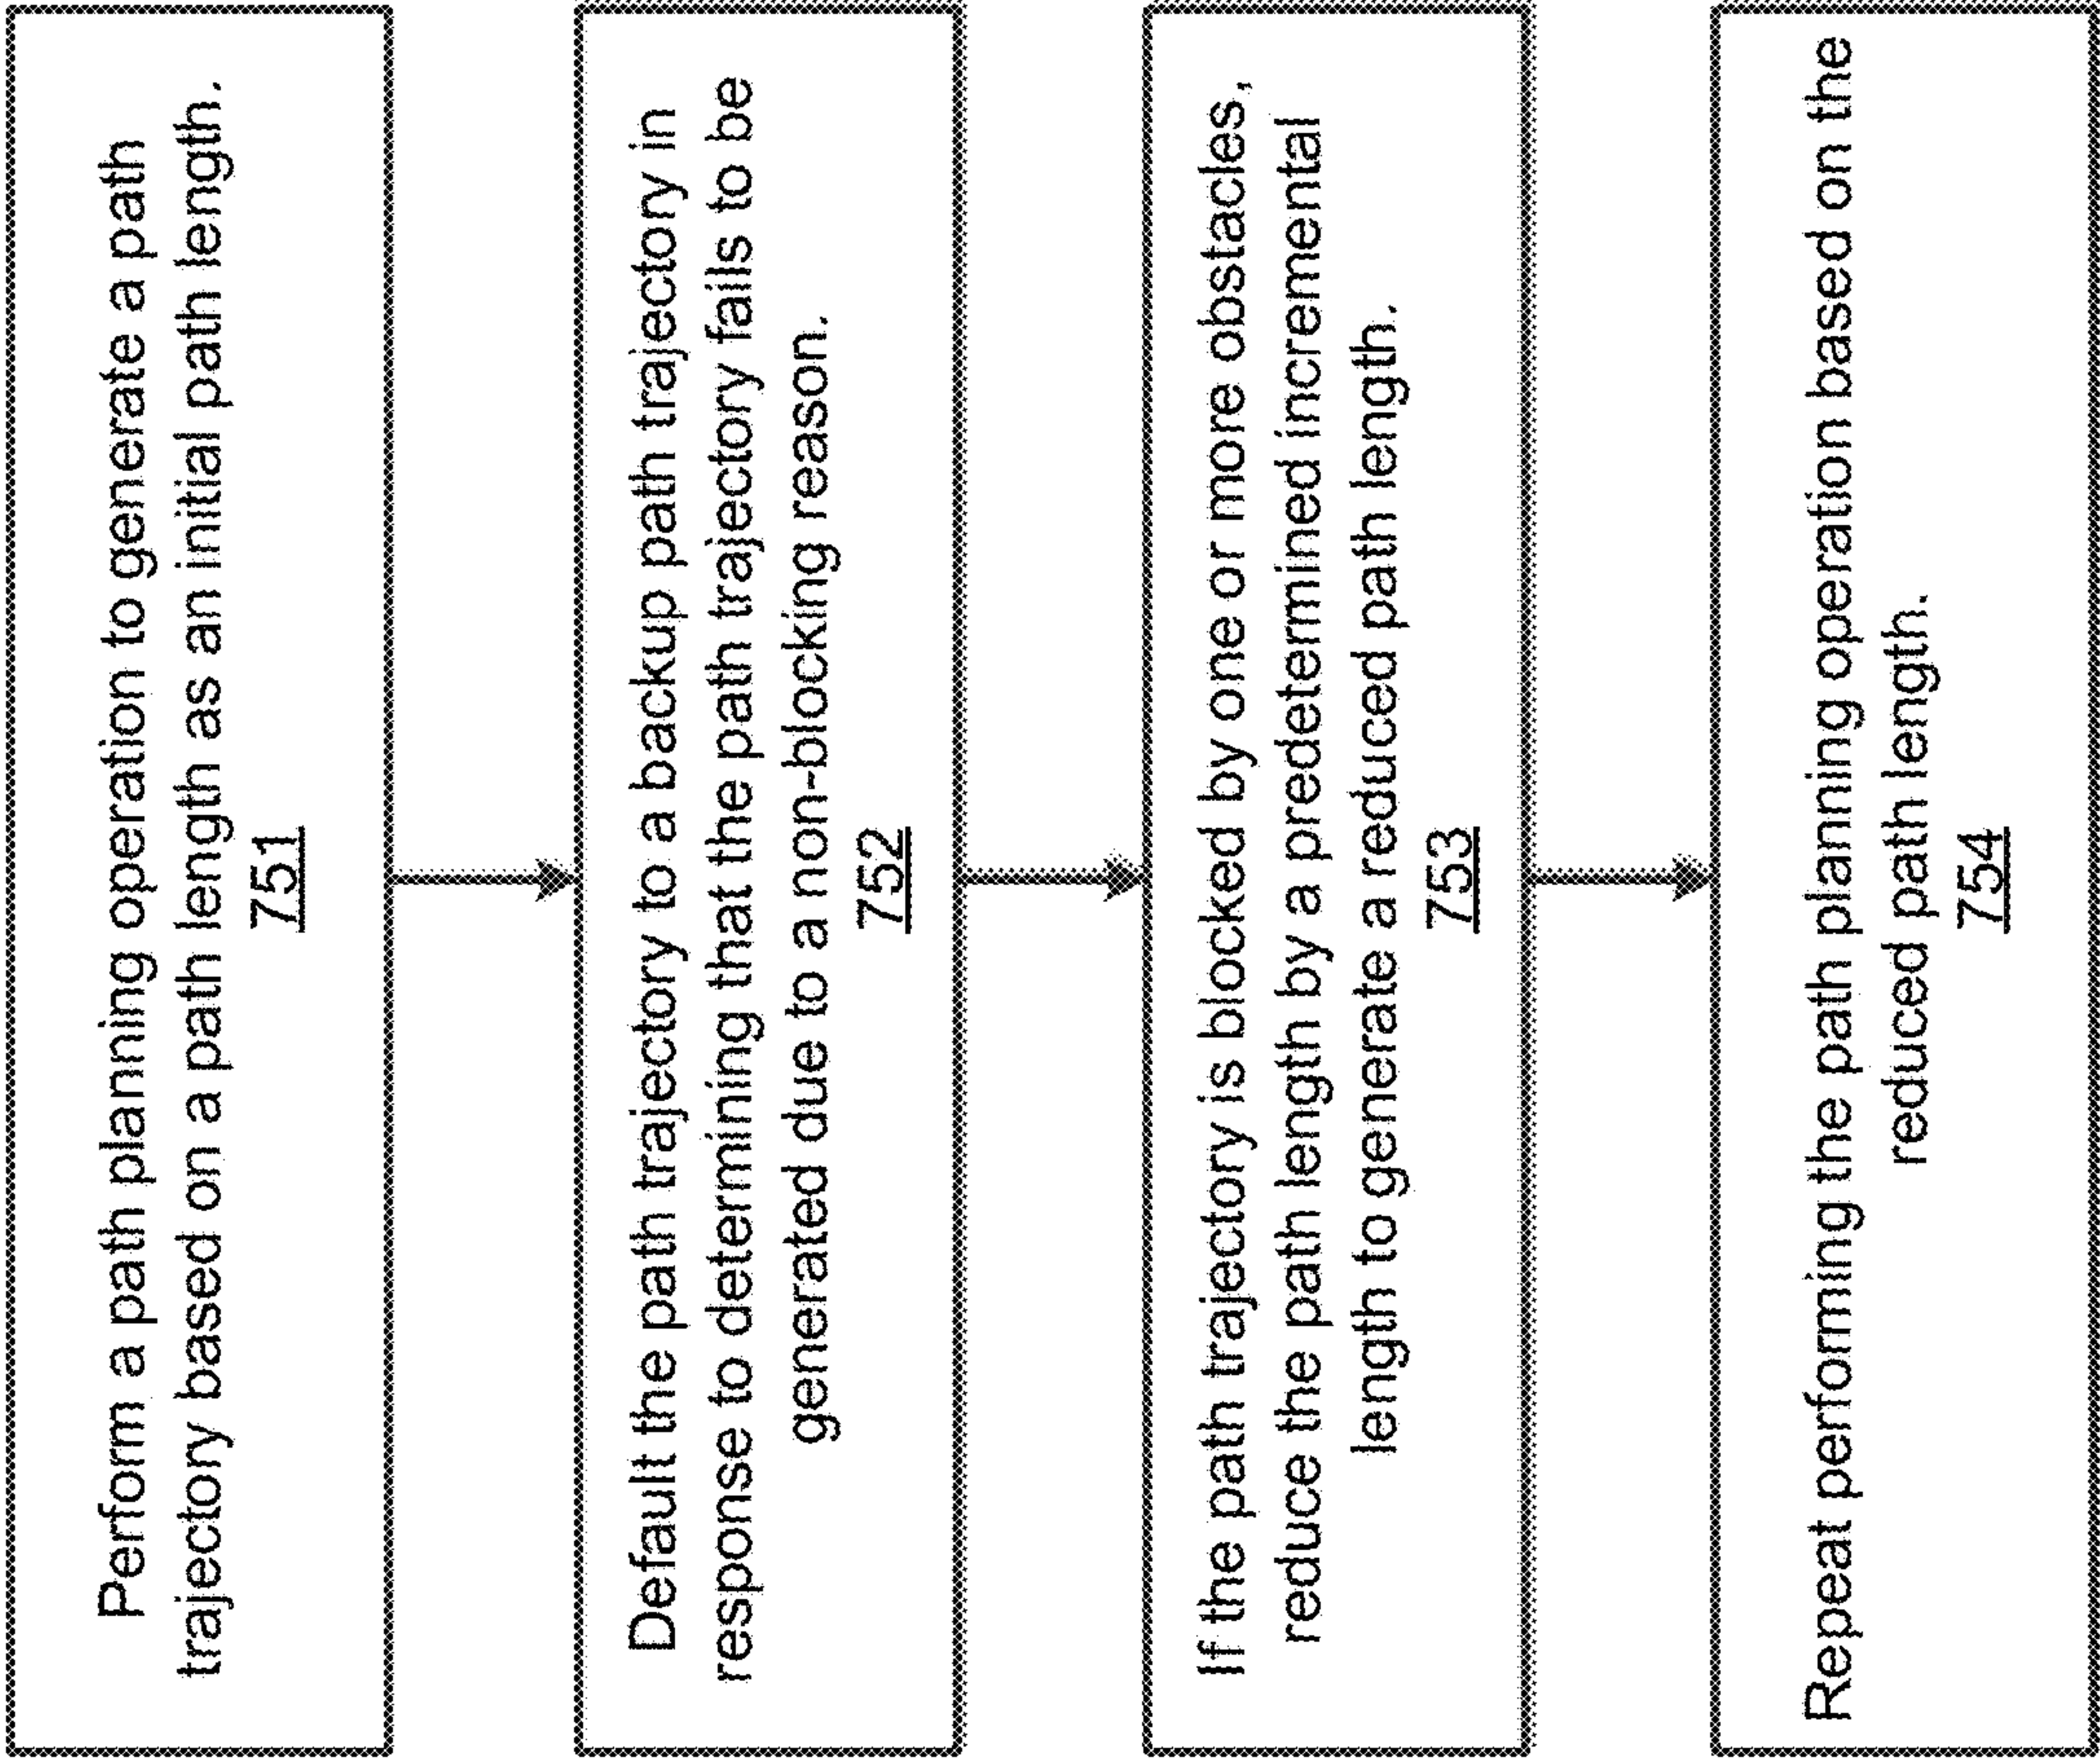 Perform a path planning operation to generate a path
trajectory based on a path length as an initial path length.
751
Default the path trajectory to a backup path trajectory in
response to determining that the path trajectory fails to be
generated due to a non-blocking reason.
752
If the path trajectory is blocked by one or more obstacles,
reduce the path length by a predetermined incremental
length to generate a reduced path length.
753
Repeat performing the path planning operation based on the
reduced path length.
754